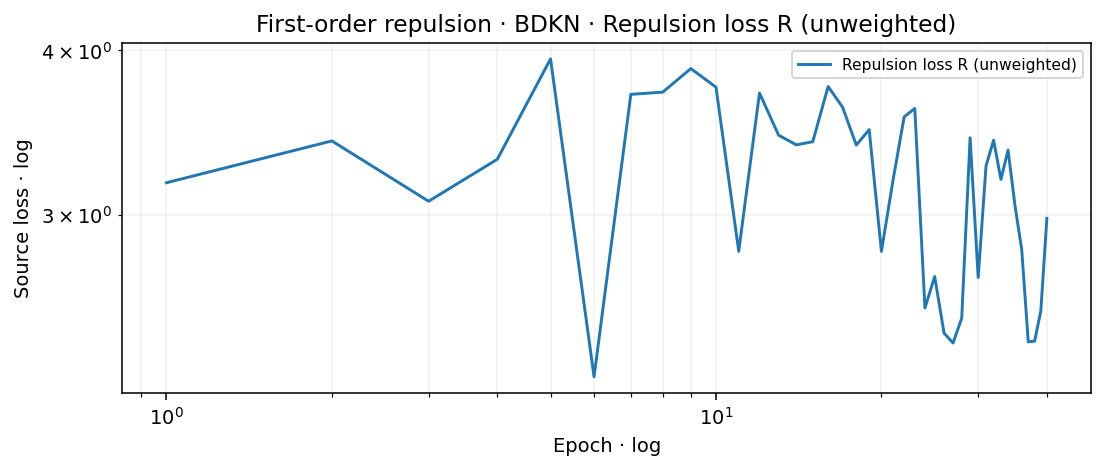 First-order repulsion · BDKN · Repulsion loss R (unweighted)
4 × 10⁰
Repulsion loss R (unweighted)
Source loss · log
3 × 10⁰
10⁰
10¹
Epoch · log